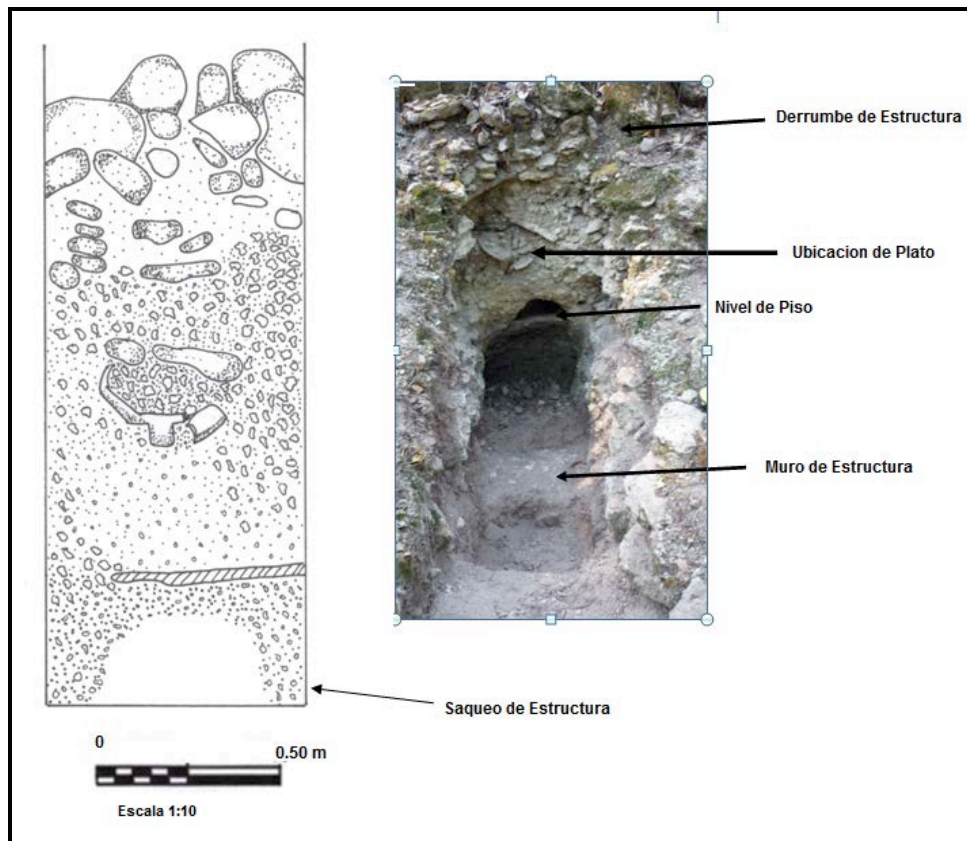 Derrumbe de Estructura
Ubicacion de Plato
Nivel de Piso
Muro de Estructura
Saqueo de Estructura
0
0.50 m
Escala 1:10